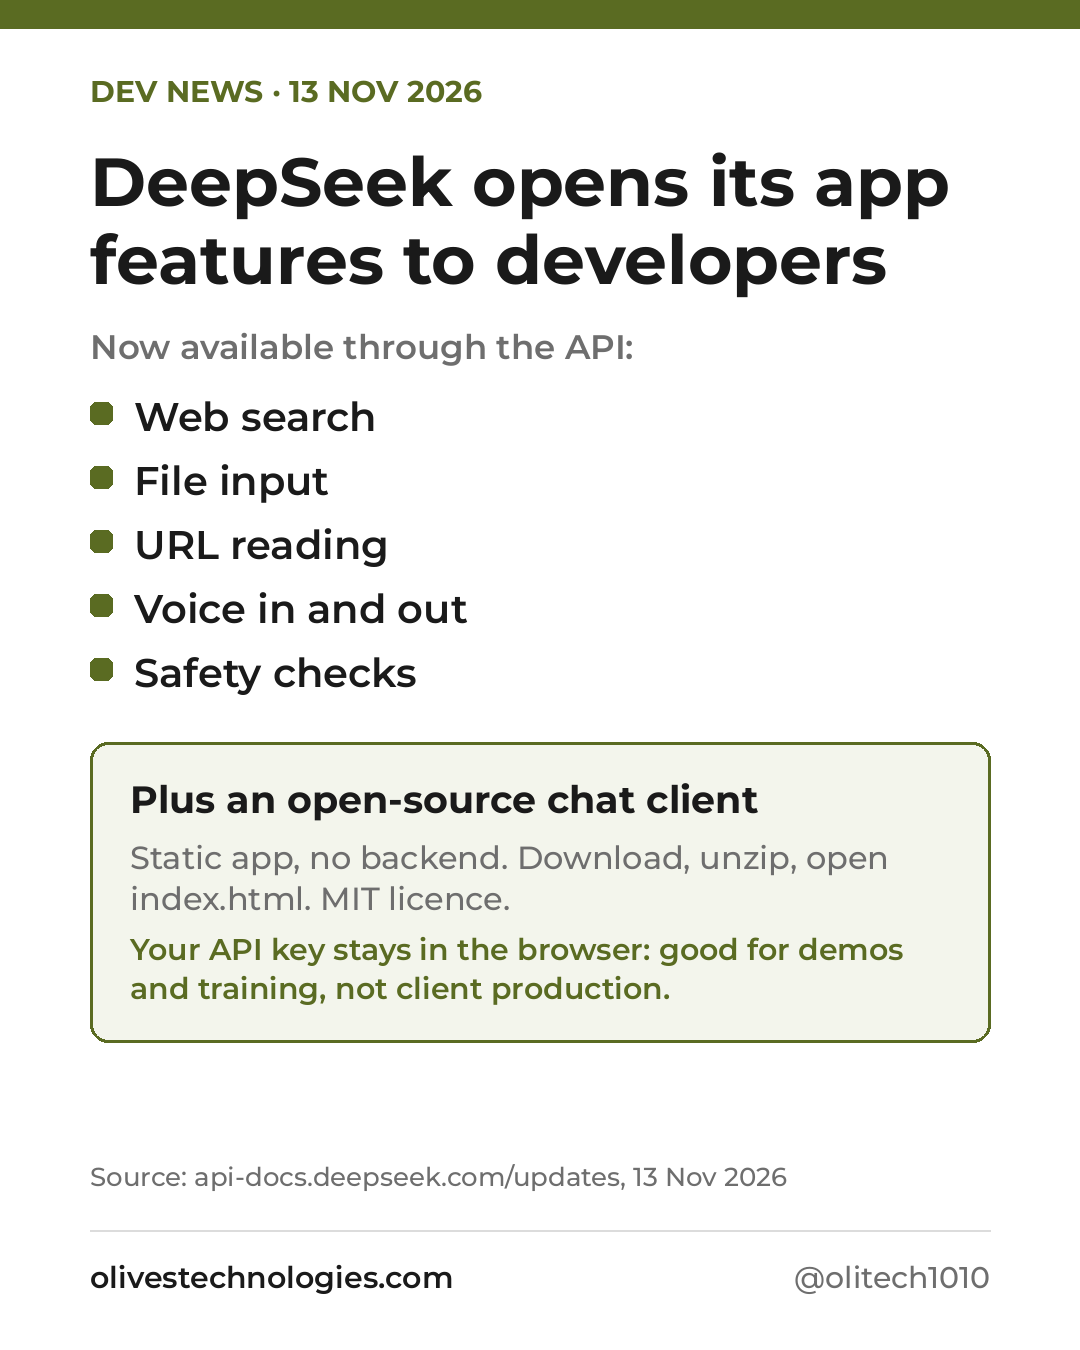 DEV NEWS · 13 NOV 2026
DeepSeek opens its app
features to developers
Now available through the API:
Web search
File input
URL reading
Voice in and out
Safety checks
Plus an open-source chat client
Static app, no backend. Download, unzip, open
index.html. MIT licence.
Your API key stays in the browser: good for demos
and training, not client production.
Source: api-docs.deepseek.com/updates, 13 Nov 2026
olivestechnologies.com
@olitech1010